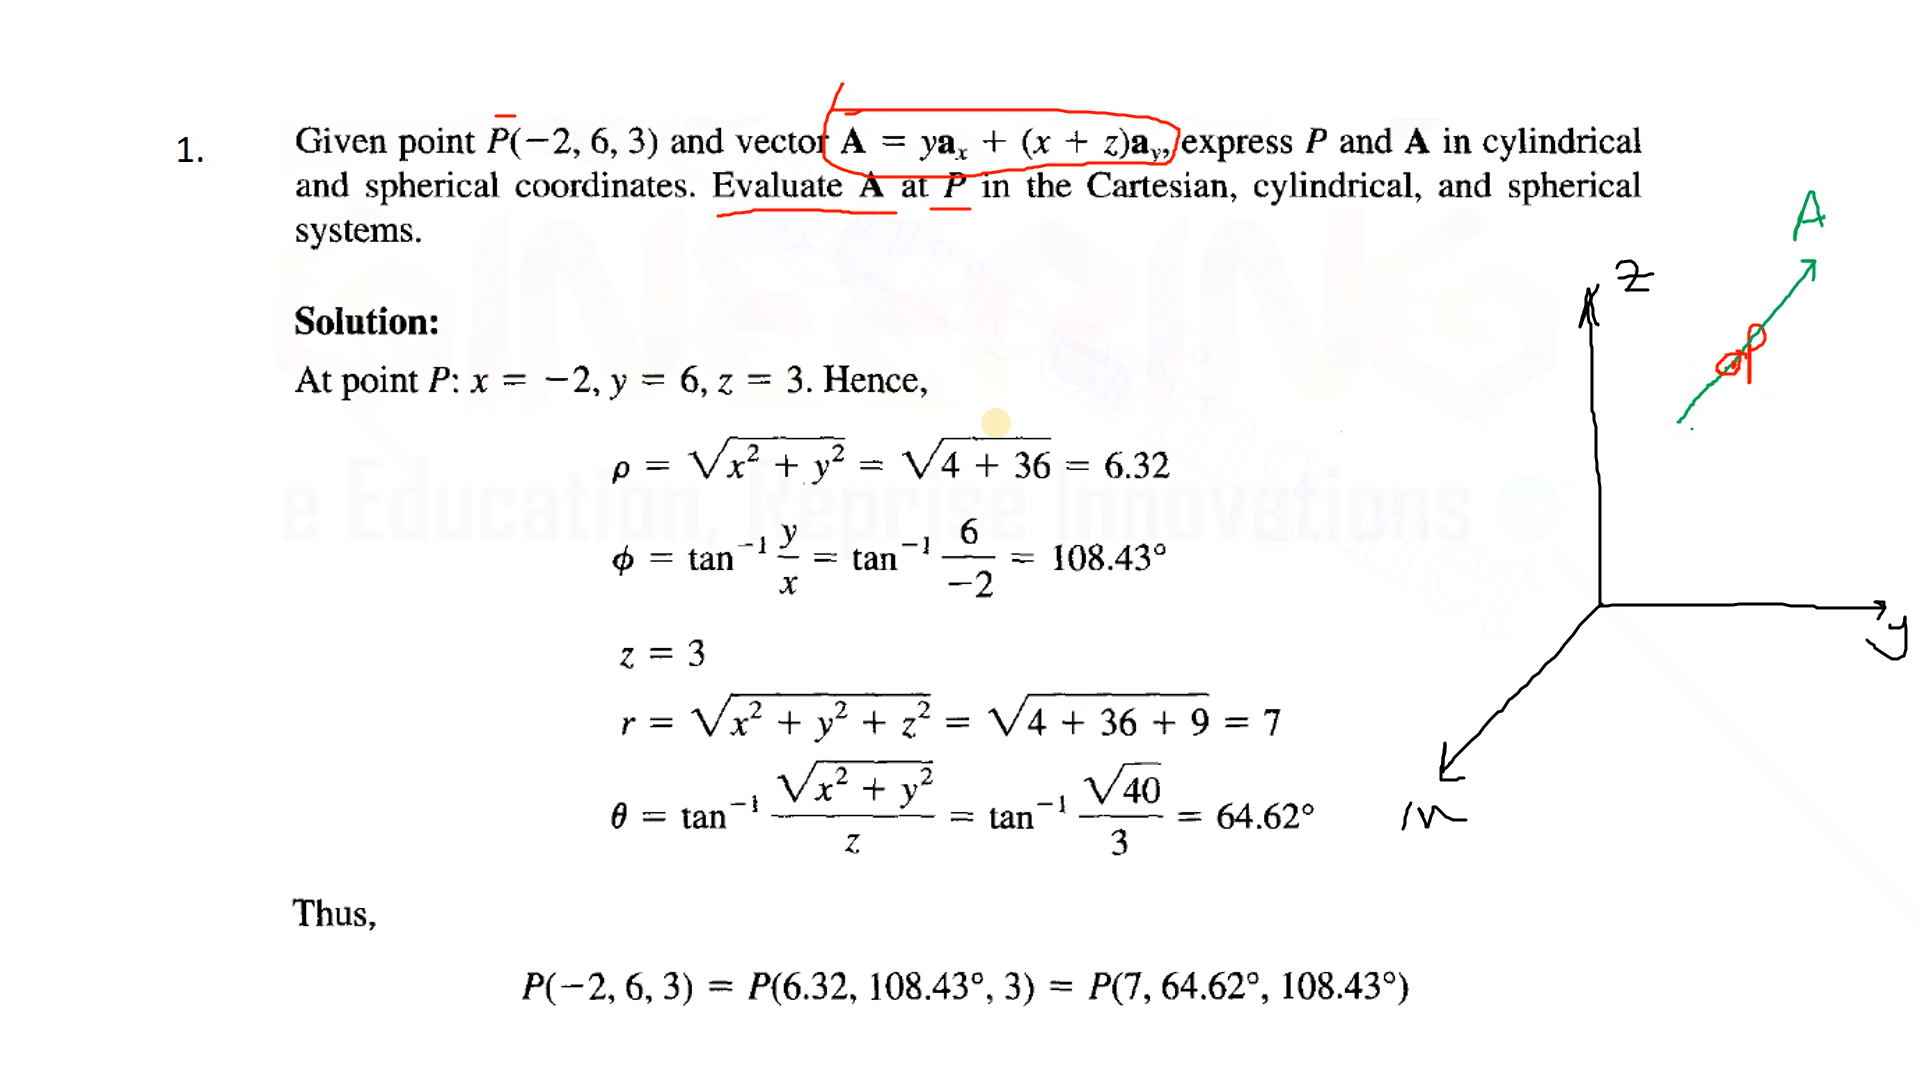 1.
Given point P(−2, 6, 3) and vector A = ya_x + (x + z)a_y, express P and A in cylindrical
and spherical coordinates. Evaluate A at P in the Cartesian, cylindrical, and spherical
systems.
A
Z
P
Solution:
At point P: x = −2, y = 6, z = 3. Hence,
ρ = √(x² + y²) = √(4 + 36) = 6.32
e Education, Reprise Innovations
φ = tan⁻¹ y/x = tan⁻¹ 6/−2 = 108.43°
y
z = 3
r = √(x² + y² + z²) = √(4 + 36 + 9) = 7
θ = tan⁻¹ √(x² + y²)/z = tan⁻¹ √40/3 = 64.62°
Thus,
P(−2, 6, 3) = P(6.32, 108.43°, 3) = P(7, 64.62°, 108.43°)